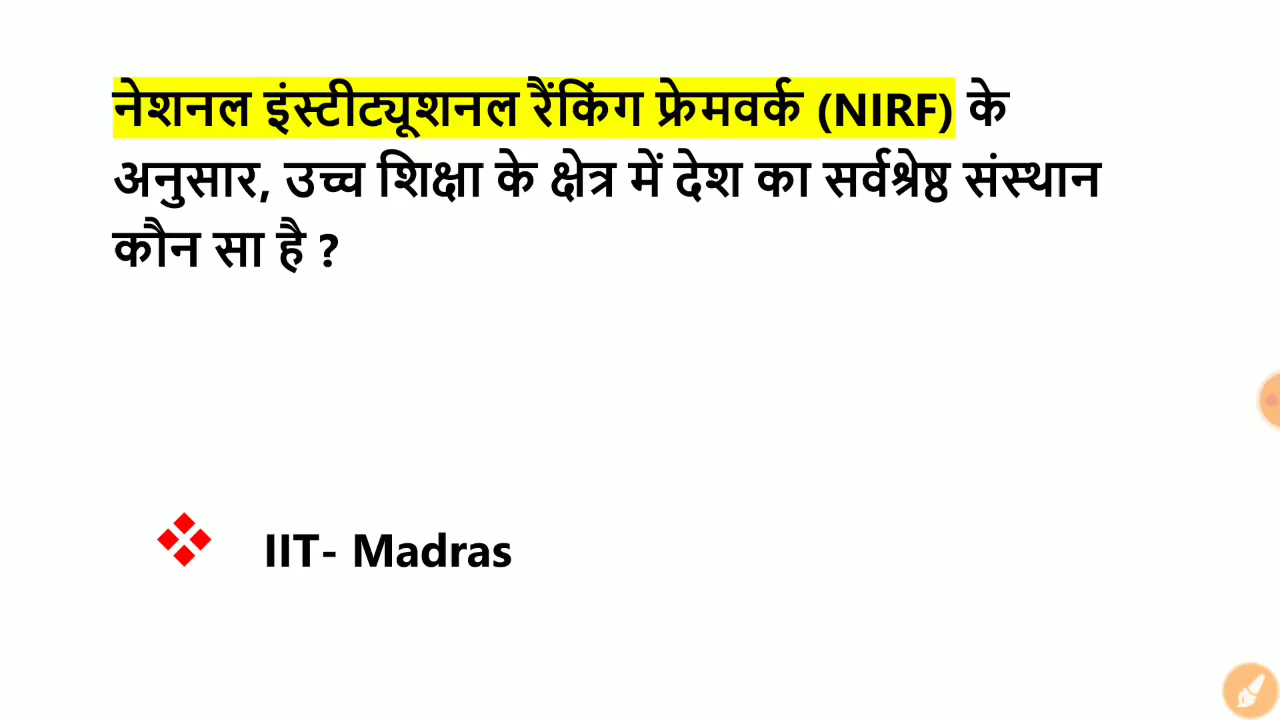 नेशनल इंस्टीट्यूशनल रैंकिंग फ्रेमवर्क (NIRF) के
अनुसार, उच्च शिक्षा के क्षेत्र में देश का सर्वश्रेष्ठ संस्थान
कौन सा है ?
IIT- Madras